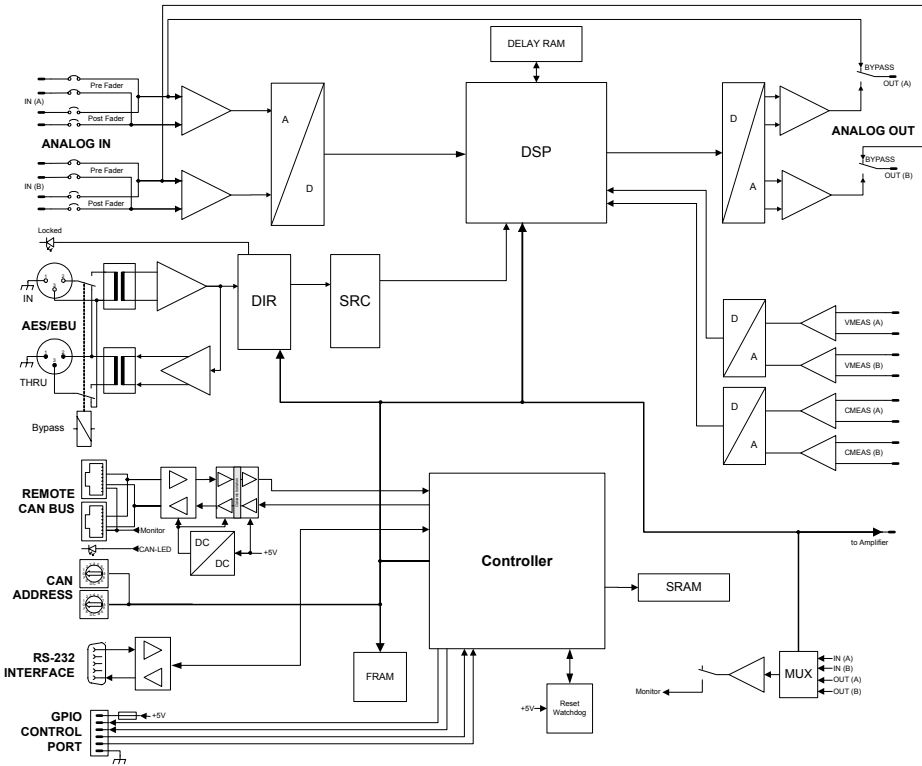 DELAY RAM
BYPASS
OUT (A)
Pre Fader
IN (A)
Post Fader
ANALOG IN
A
D
DSP
D
A
ANALOG OUT
BYPASS
OUT (B)
Pre Fader
IN (B)
Post Fader
Locked
IN
DIR
SRC
AES/EBU
THRU
Bypass
D
A
VMEAS (A)
VMEAS (B)
D
A
CMEAS (A)
CMEAS (B)
REMOTE
CAN BUS
Monitor
CAN-LED
DC
DC
+5V
Controller
to Amplifier
CAN
ADDRESS
SRAM
RS-232
INTERFACE
FRAM
MUX
IN (A)
IN (B)
OUT (A)
OUT (B)
Monitor
+5V
Reset
Watchdog
GPIO
CONTROL
PORT
+5V